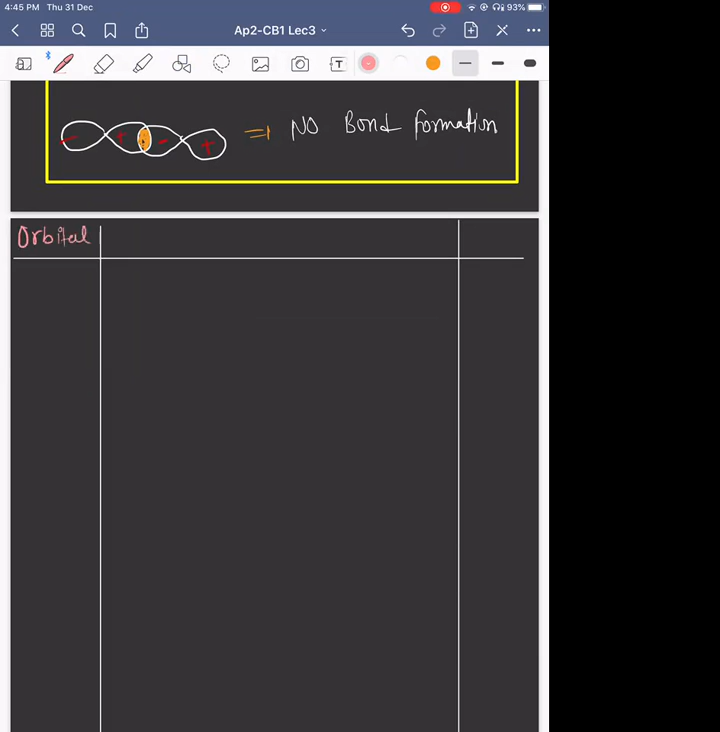 4:45 PM Thu 31 Dec 93%
Ap2-CB1 Lec3
T
- + - + ⇒ NO Bond Formation
Orbital